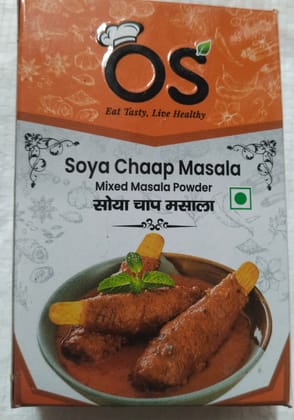 OS
Eat Tasty, Live Healthy
Soya Chaap Masala
Mixed Masala Powder
सोया चाप मसाला